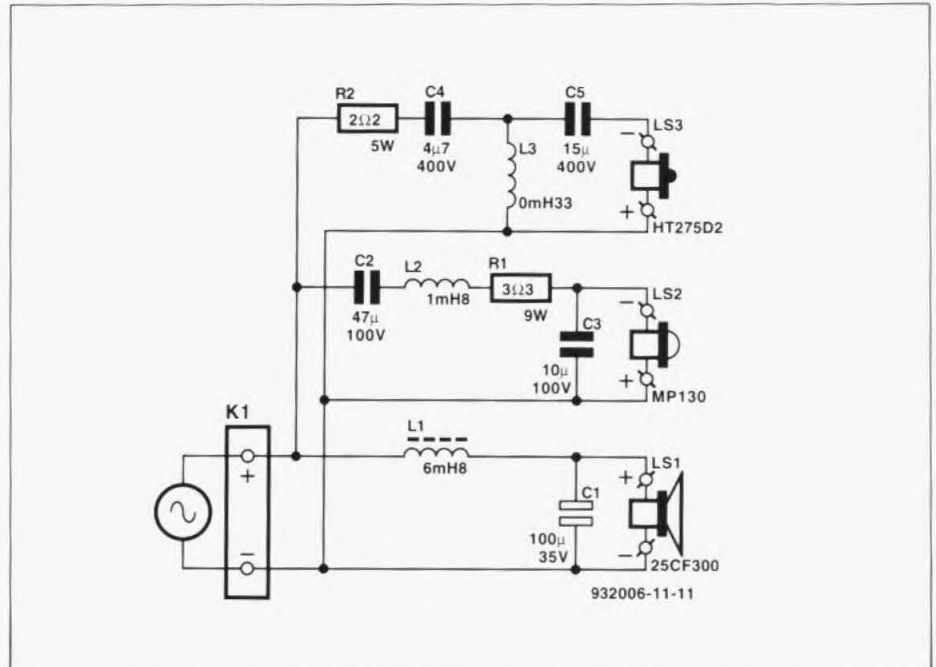 R2
2Ω2
5W
C4
4μ7
400V
L3
0mH33
C5
15μ
400V
LS3
−
+
HT275D2
C2
47μ
100V
L2
1mH8
R1
3Ω3
9W
C3
10μ
100V
LS2
−
+
MP130
K1
+
−
L1
6mH8
C1
100μ
35V
LS1
+
−
25CF300
932006-11-11